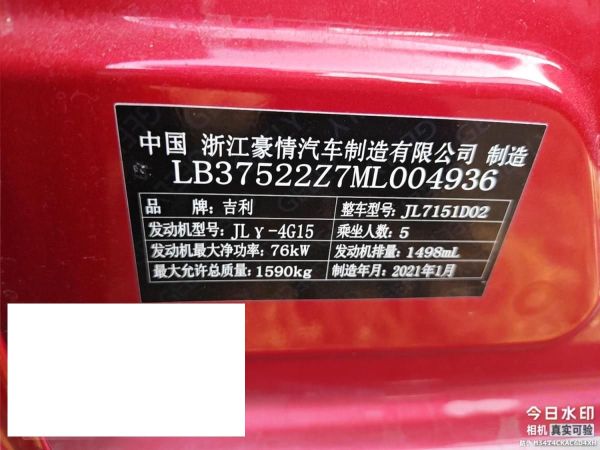 中国 浙江豪情汽车制造有限公司 制造
LB37522Z7ML004936
品 牌:吉利 整车型号:JL7151D02
发动机型号:JLγ-4G15 乘坐人数:5
发动机最大净功率:76kW 发动机排量:1498mL
最大允许总质量:1590kg 制造年月:2021年1月
今日水印
相机 真实可验
防伪 H3474CKAC6D4XH